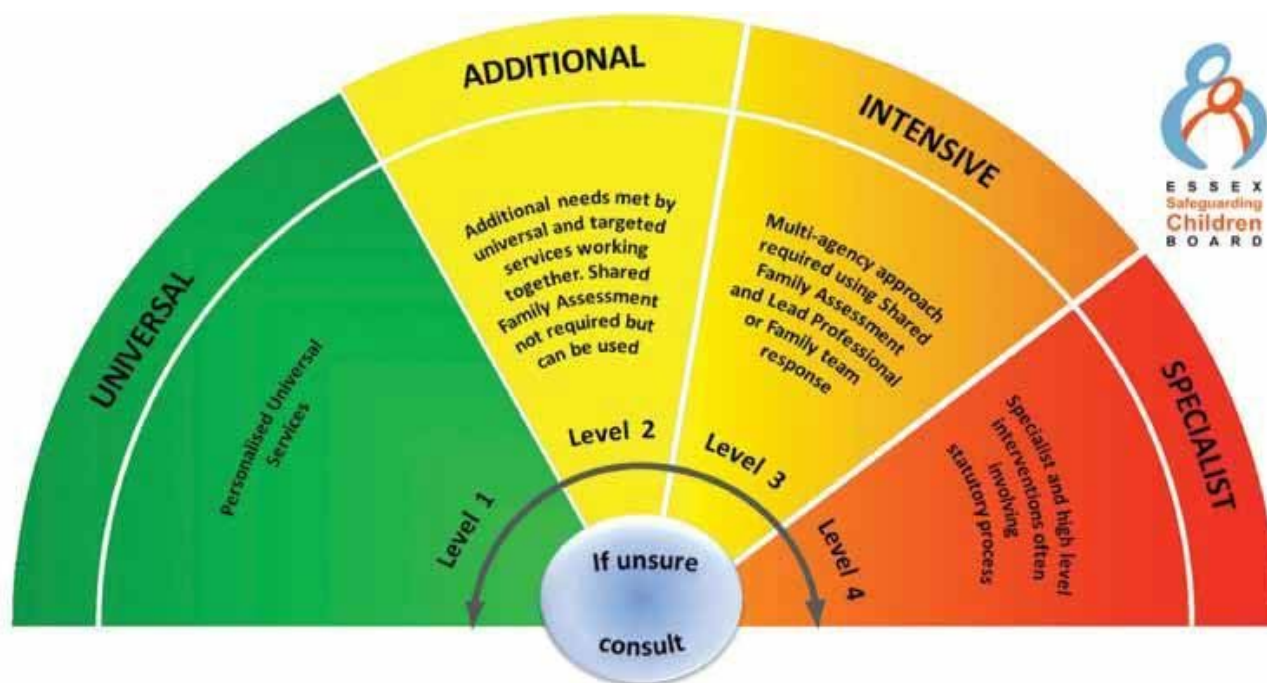 UNIVERSAL
Personalised Universal
Services
Level 1
ADDITIONAL
Additional needs met by
universal and targeted
services working
together. Shared
Family Assessment
not required but
can be used
Level 2
INTENSIVE
Multi-agency approach
required using Shared
Family Assessment
and Lead Professional
or Family team
response
Level 3
SPECIALIST
Specialist and high level
interventions often
involving
statutory process
Level 4
If unsure
consult
ESSEX
Safeguarding
Children
BOARD